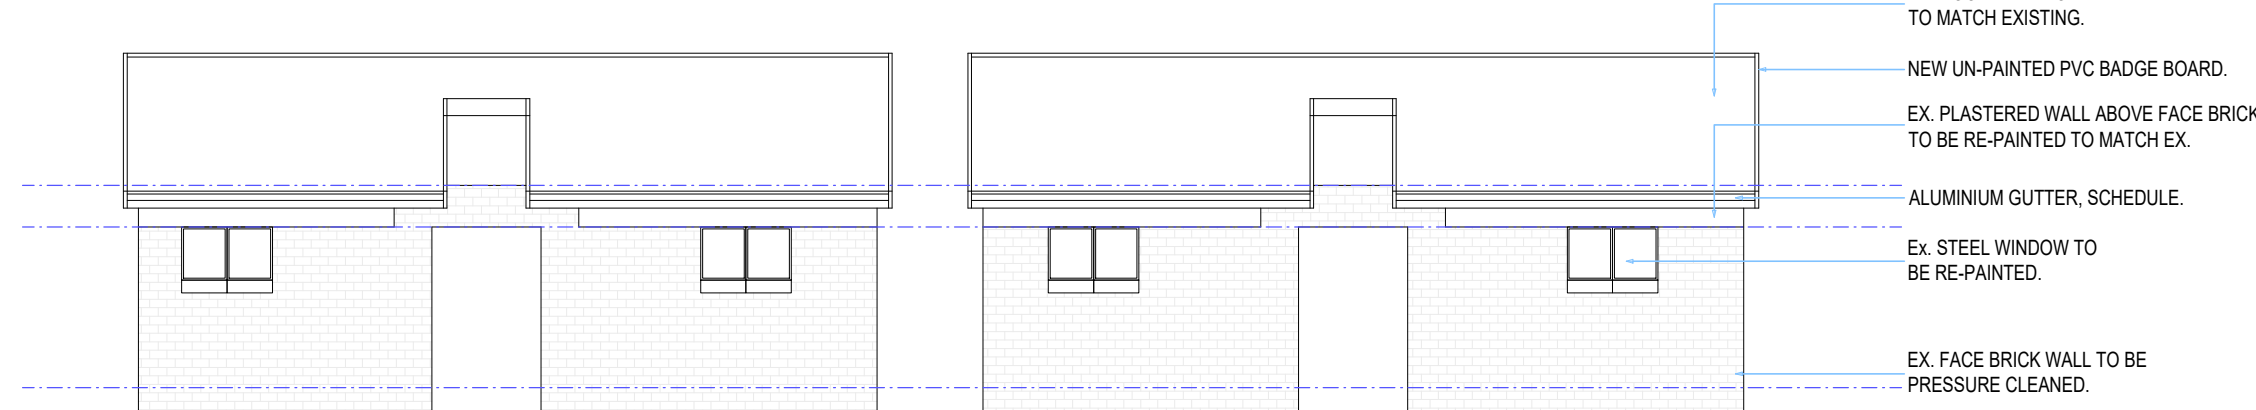 TO MATCH EXISTING.
NEW UN-PAINTED PVC BADGE BOARD.
EX. PLASTERED WALL ABOVE FACE BRICK
TO BE RE-PAINTED TO MATCH EX.
ALUMINIUM GUTTER, SCHEDULE.
Ex. STEEL WINDOW TO
BE RE-PAINTED.
EX. FACE BRICK WALL TO BE
PRESSURE CLEANED.